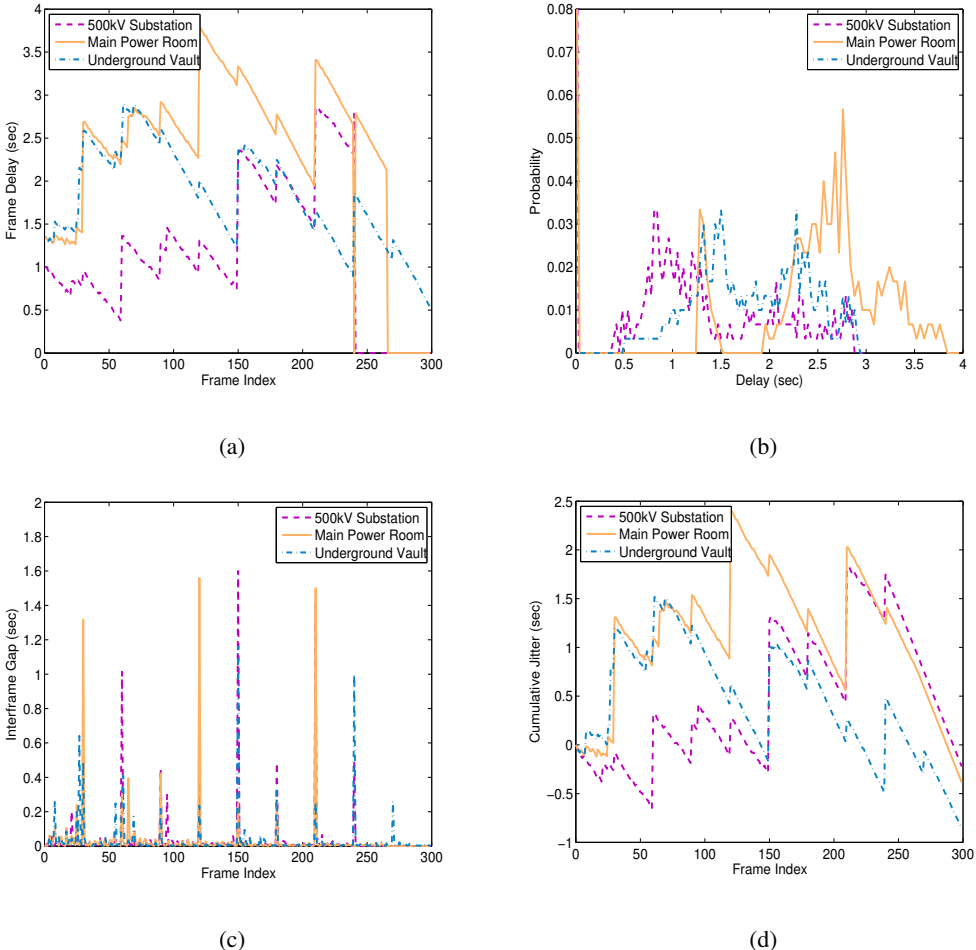 4
3.5
3
2.5
2
1.5
1
0.5
0
Frame Delay (sec)
500kV Substation
Main Power Room
Underground Vault
0 50 100 150 200 250 300
Frame Index
(a)
0.08
0.07
0.06
0.05
0.04
0.03
0.02
0.01
0
Probability
500kV Substation
Main Power Room
Underground Vault
0.5 1 1.5 2 2.5 3 3.5 4
Delay (sec)
(b)
2
1.8
1.6
1.4
1.2
1
0.8
0.6
0.4
0.2
0
Interframe Gap (sec)
500kV Substation
Main Power Room
Underground Vault
0 50 100 150 200 250 300
Frame Index
(c)
2.5
2
1.5
1
0.5
0
−0.5
−1
Cumulative Jitter (sec)
500kV Substation
Main Power Room
Underground Vault
0 50 100 150 200 250 300
Frame Index
(d)